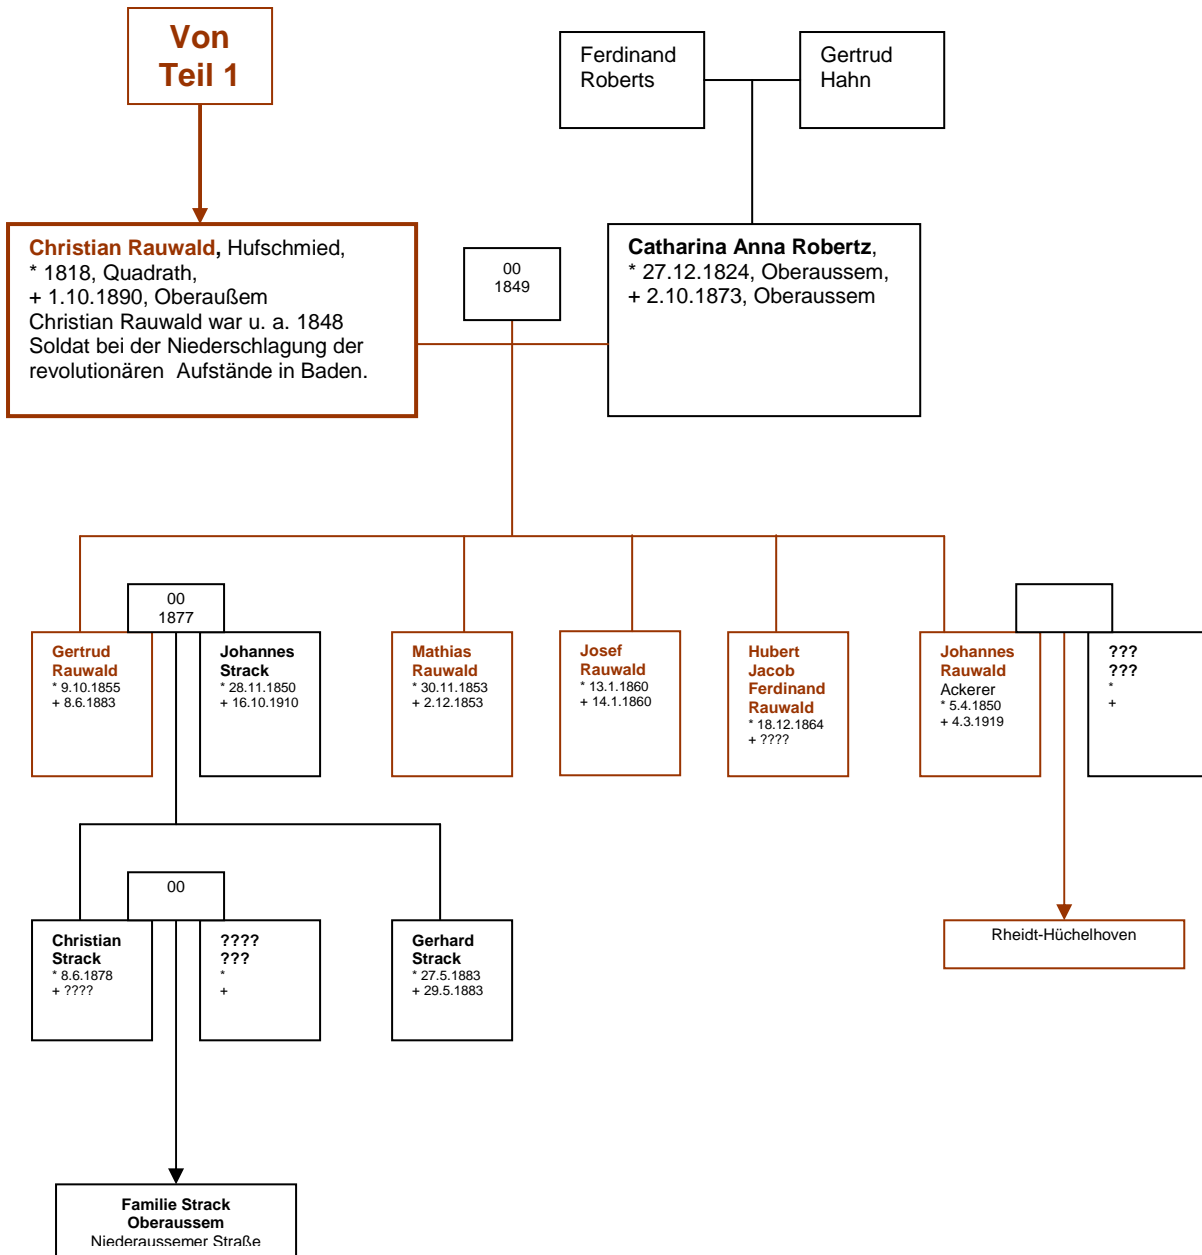 Von
Teil 1
Ferdinand
Roberts
Gertrud
Hahn
Christian Rauwald, Hufschmied,
* 1818, Quadrath,
+ 1.10.1890, Oberaußem
Christian Rauwald war u. a. 1848
Soldat bei der Niederschlagung der
revolutionären Aufstände in Baden.
00
1849
Catharina Anna Robertz,
* 27.12.1824, Oberaussem,
+ 2.10.1873, Oberaussem
00
1877
Gertrud
Rauwald
* 9.10.1855
+ 8.6.1883
Johannes
Strack
* 28.11.1850
+ 16.10.1910
Mathias
Rauwald
* 30.11.1853
+ 2.12.1853
Josef
Rauwald
* 13.1.1860
+ 14.1.1860
Hubert
Jacob
Ferdinand
Rauwald
* 18.12.1864
+ ????
Johannes
Rauwald
Ackerer
* 5.4.1850
+ 4.3.1919
???
???
*
+
00
Christian
Strack
* 8.6.1878
+ ????
????
???
*
+
Gerhard
Strack
* 27.5.1883
+ 29.5.1883
Rheidt-Hüchelhoven
Familie Strack
Oberaussem
Niederaussemer Straße